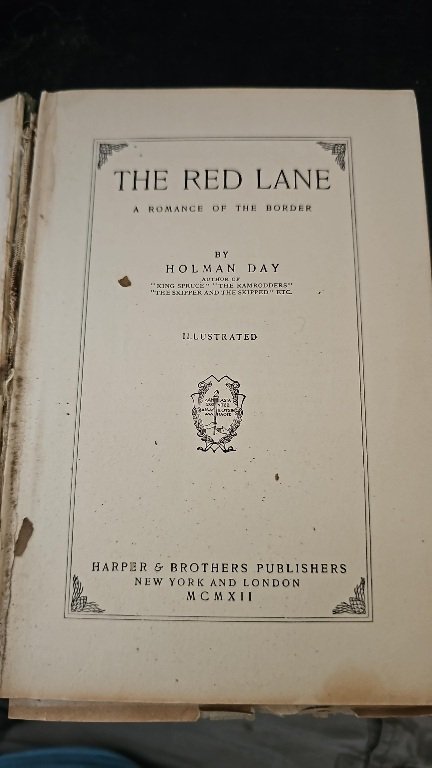 THE RED LANE
A ROMANCE OF THE BORDER
BY
HOLMAN DAY
AUTHOR OF
"KING SPRUCE" "THE RAMRODDERS"
"THE SKIPPER AND THE SKIPPED" ETC.
ILLUSTRATED
HARPER & BROTHERS PUBLISHERS
NEW YORK AND LONDON
MCMXII